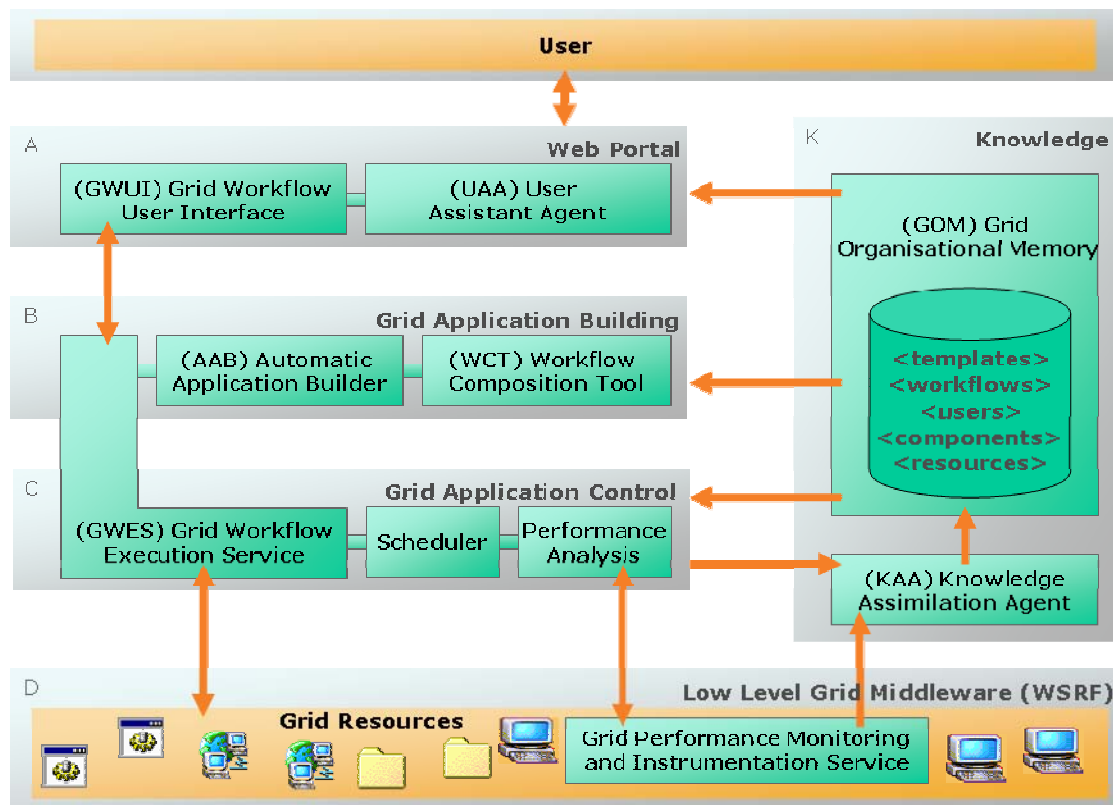 User
A
Web Portal
(GWUI) Grid Workflow
User Interface
(UAA) User
Assistant Agent
K
Knowledge
(GOM) Grid
Organisational Memory
<templates>
<workflows>
<users>
<components>
<resources>
B
Grid Application Building
(AAB) Automatic
Application Builder
(WCT) Workflow
Composition Tool
C
Grid Application Control
(GWES) Grid Workflow
Execution Service
Scheduler
Performance
Analysis
(KAA) Knowledge
Assimilation Agent
D
Low Level Grid Middleware (WSRF)
Grid Resources
Grid Performance Monitoring
and Instrumentation Service